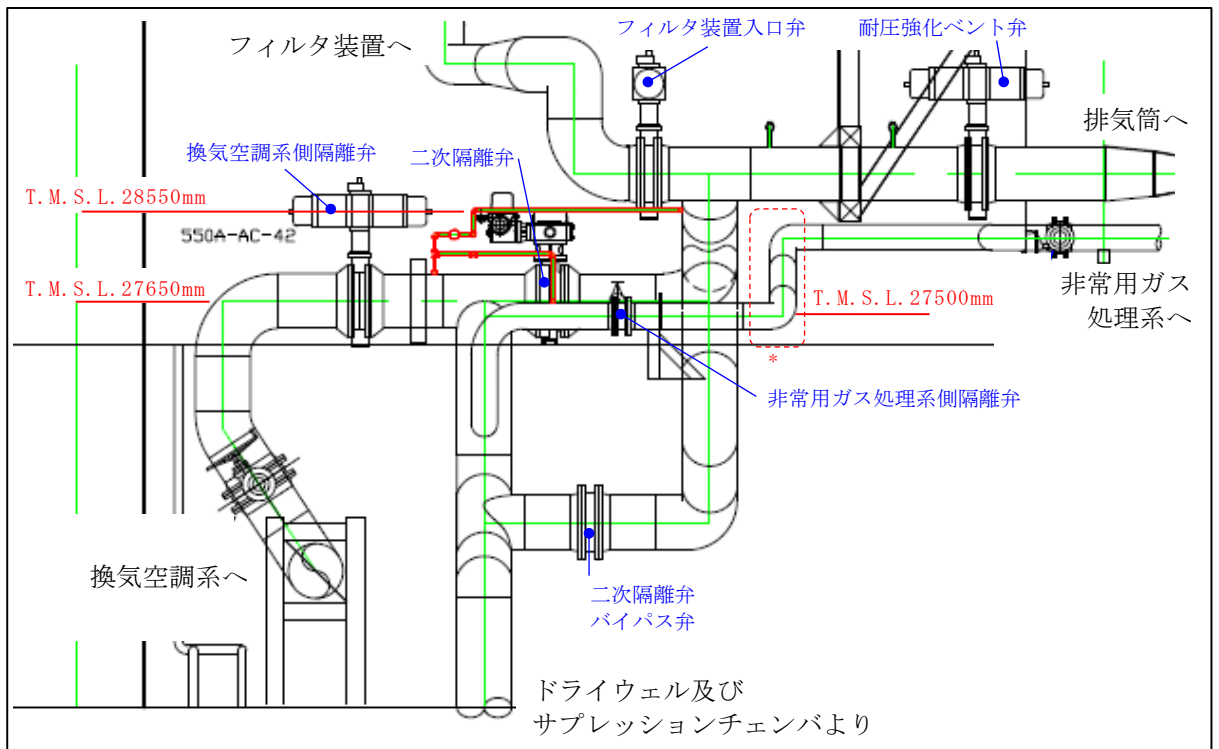 フィルタ装置へ
フィルタ装置入口弁
耐圧強化ベント弁
排気筒へ
換気空調系側隔離弁
二次隔離弁
T.M.S.L.28550mm
550A-AC-42
T.M.S.L.27650mm
T.M.S.L.27500mm
非常用ガス
処理系へ
*
非常用ガス処理系側隔離弁
換気空調系へ
二次隔離弁
バイパス弁
ドライウェル及び
サプレッションチェンバより